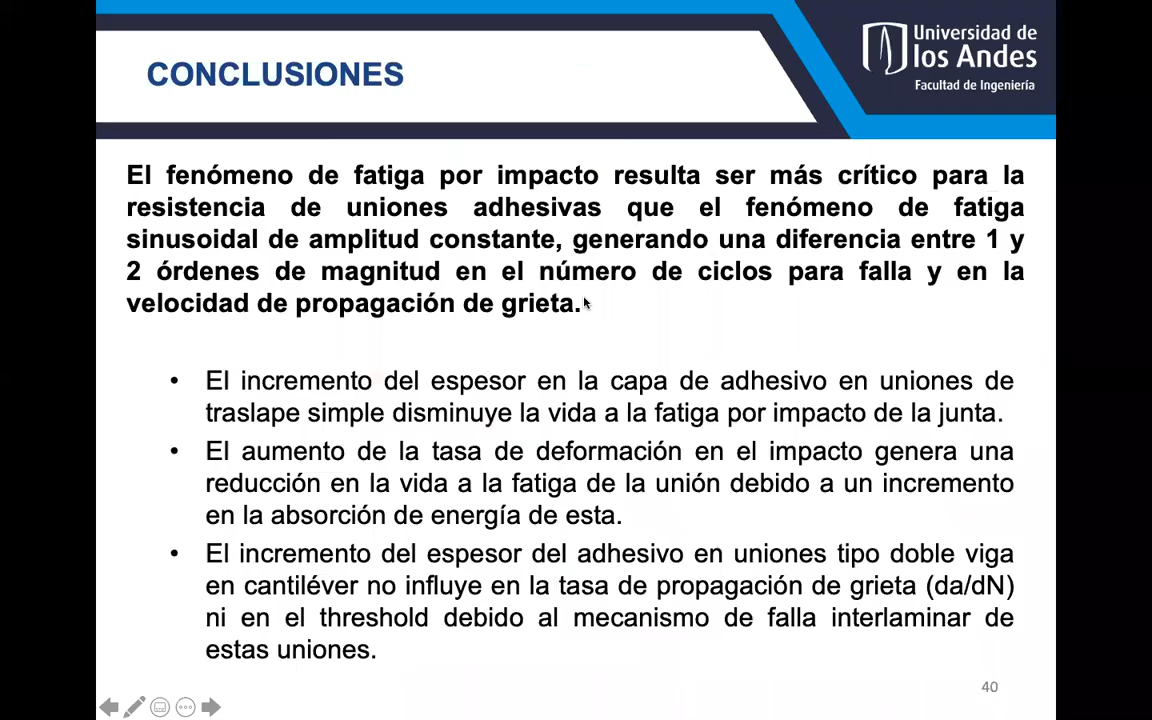 Universidad de
los Andes
Facultad de Ingeniería
CONCLUSIONES
El fenómeno de fatiga por impacto resulta ser más crítico para la
resistencia de uniones adhesivas que el fenómeno de fatiga
sinusoidal de amplitud constante, generando una diferencia entre 1 y
2 órdenes de magnitud en el número de ciclos para falla y en la
velocidad de propagación de grieta.
• El incremento del espesor en la capa de adhesivo en uniones de
traslape simple disminuye la vida a la fatiga por impacto de la junta.
• El aumento de la tasa de deformación en el impacto genera una
reducción en la vida a la fatiga de la unión debido a un incremento
en la absorción de energía de esta.
• El incremento del espesor del adhesivo en uniones tipo doble viga
en cantiléver no influye en la tasa de propagación de grieta (da/dN)
ni en el threshold debido al mecanismo de falla interlaminar de
estas uniones.
40